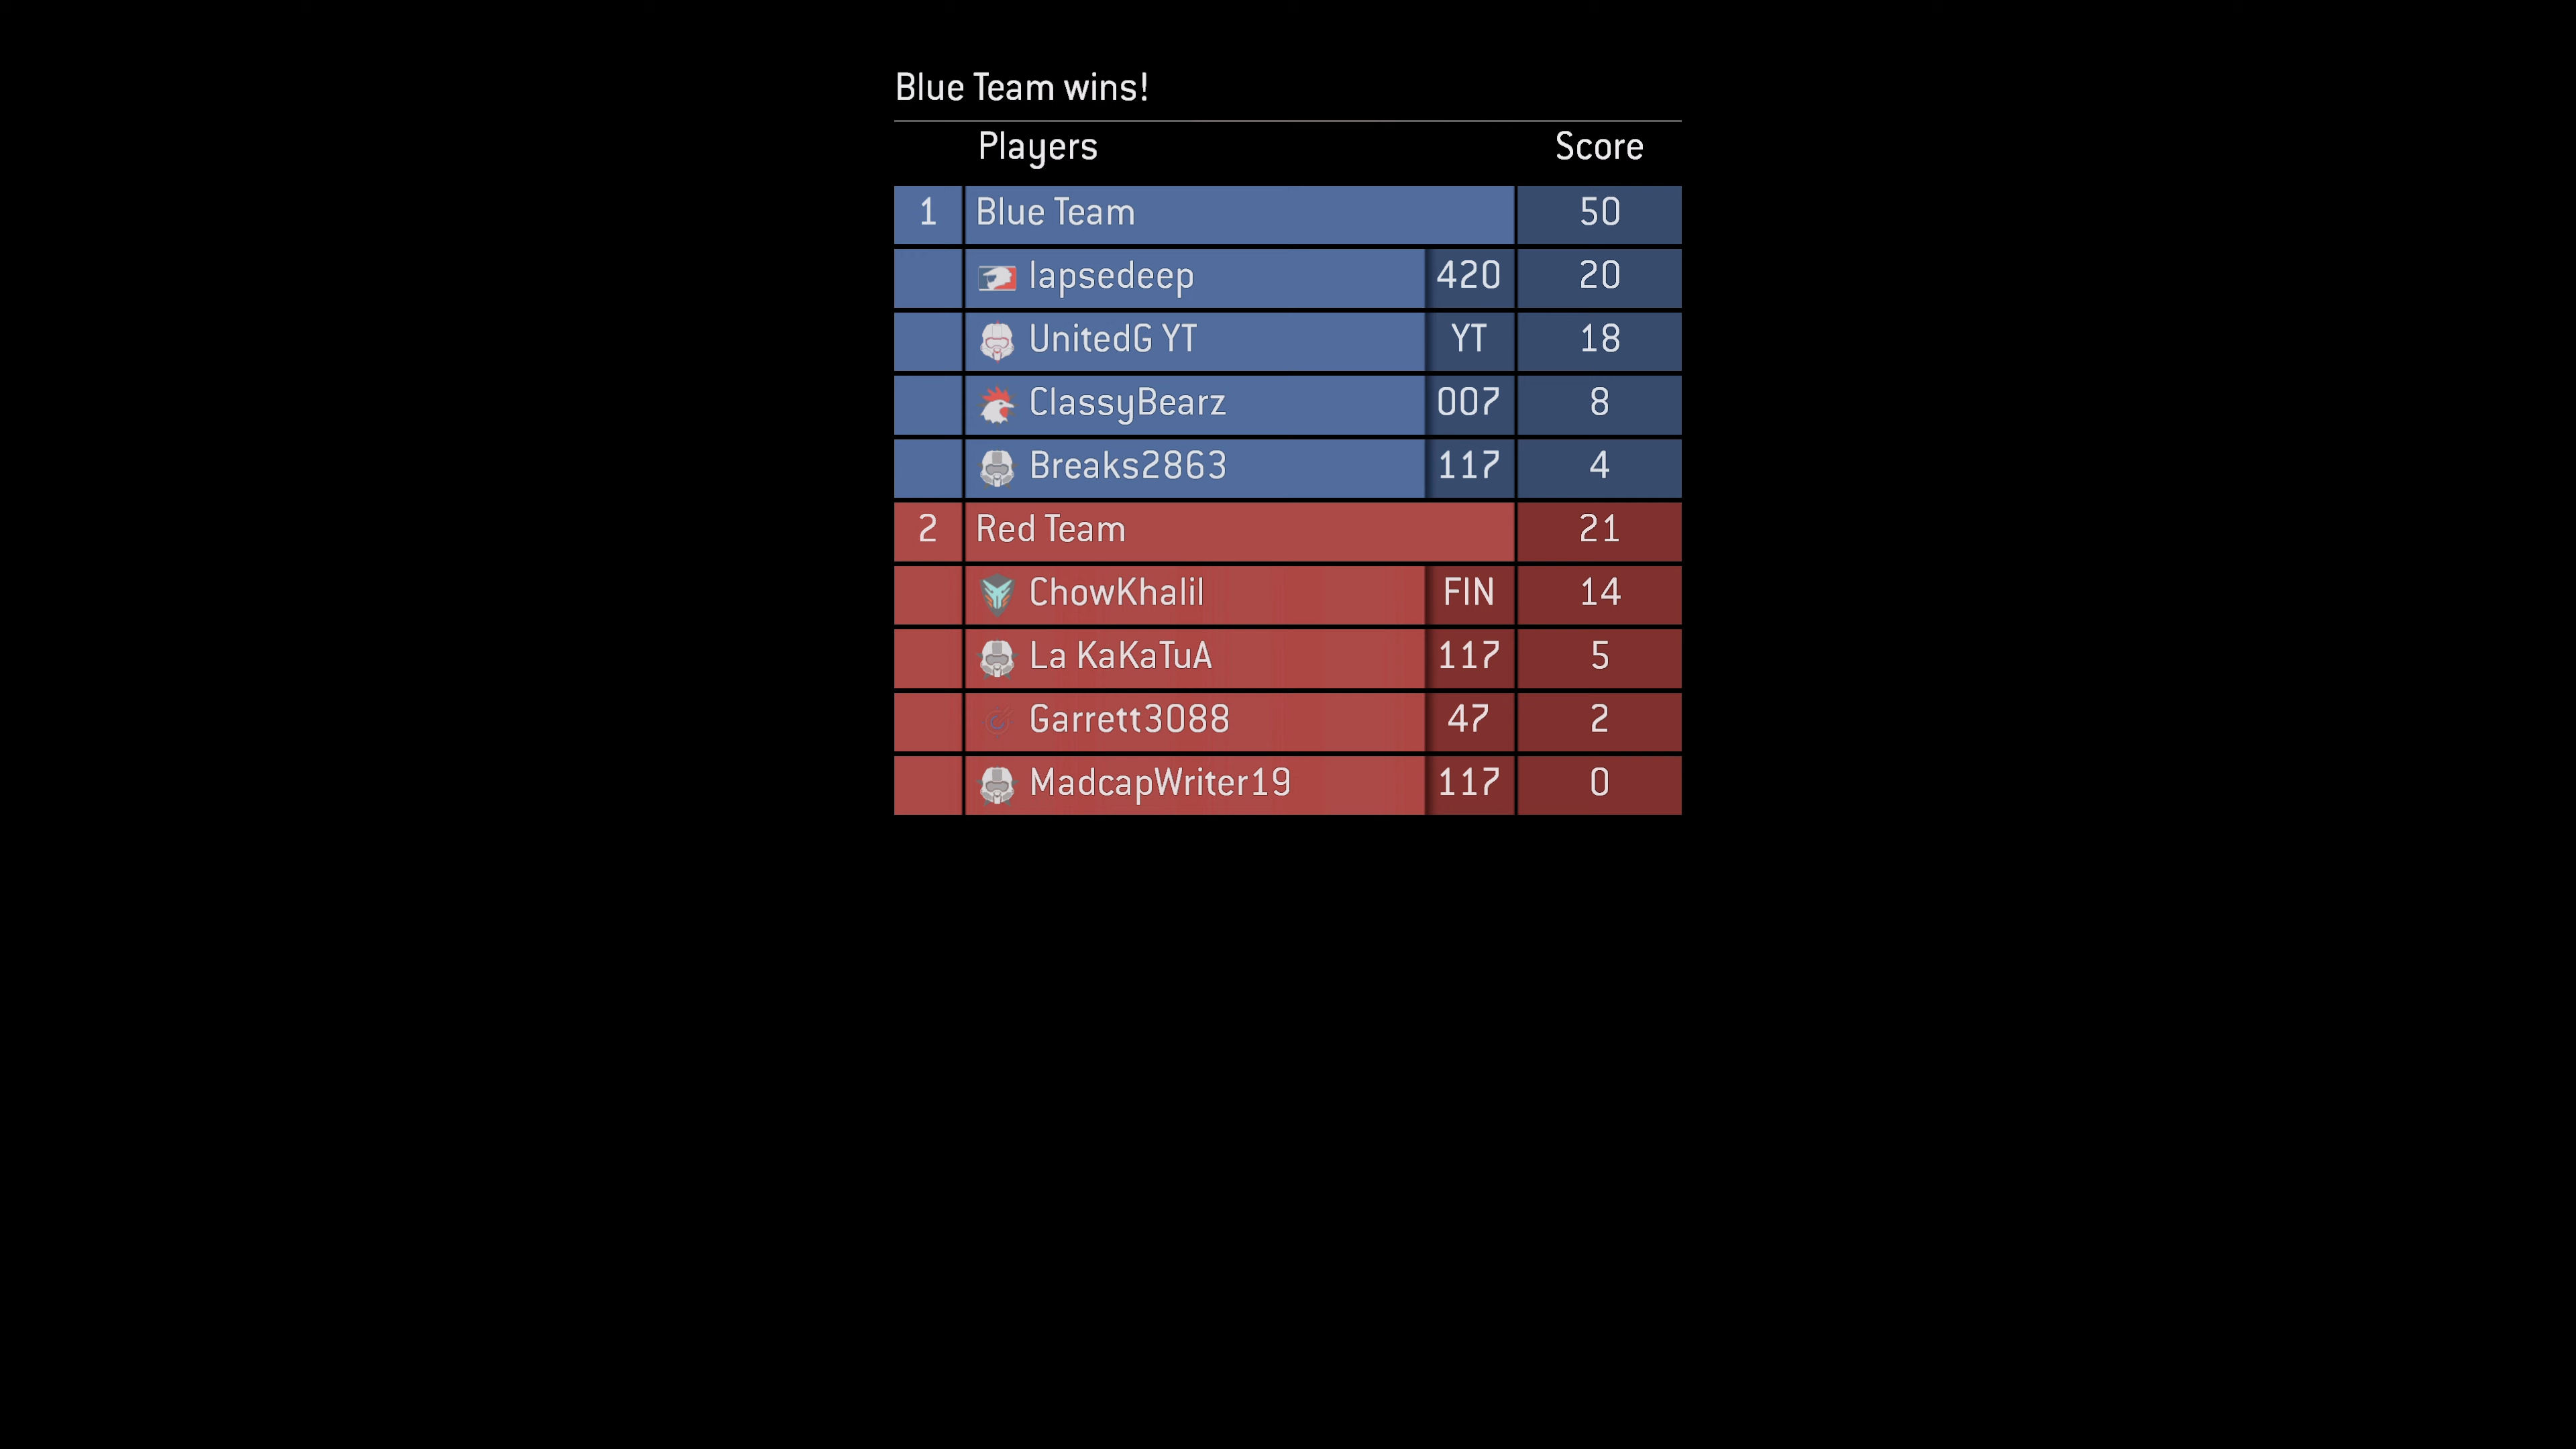 Blue Team wins!
Players Score
1 Blue Team 50
lapsedeep 420 20
UnitedG YT YT 18
ClassyBearz 007 8
Breaks2863 117 4
2 Red Team 21
ChowKhalil FIN 14
La KaKaTuA 117 5
Garrett3088 47 2
MadcapWriter19 117 0